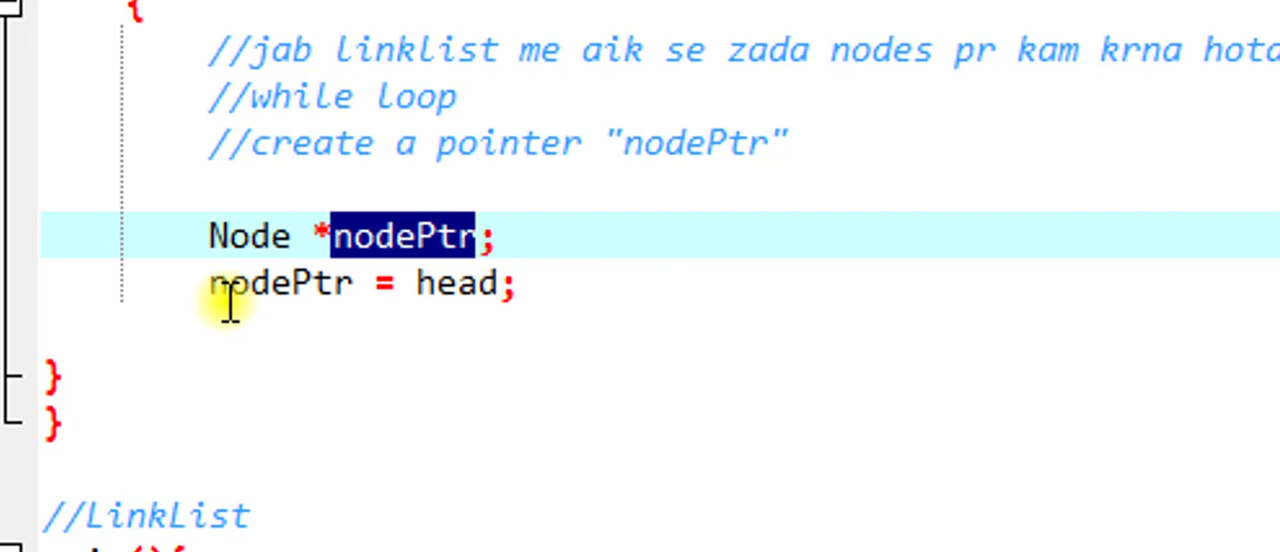 {
//jab linklist me aik se zada nodes pr kam krna hota
//while loop
//create a pointer "nodePtr"
Node *nodePtr;
nodePtr = head;
}
}
//LinkList